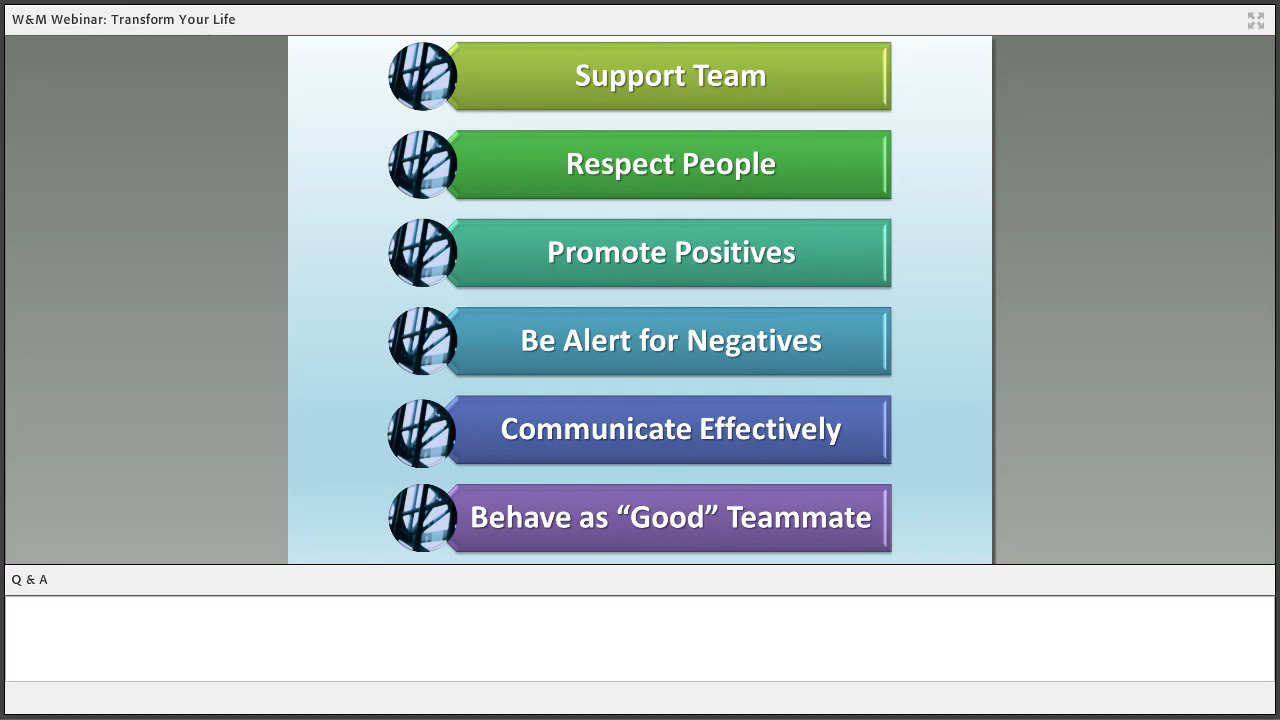 W&M Webinar: Transform Your Life
Support Team
Respect People
Promote Positives
Be Alert for Negatives
Communicate Effectively
Behave as “Good” Teammate
Q & A